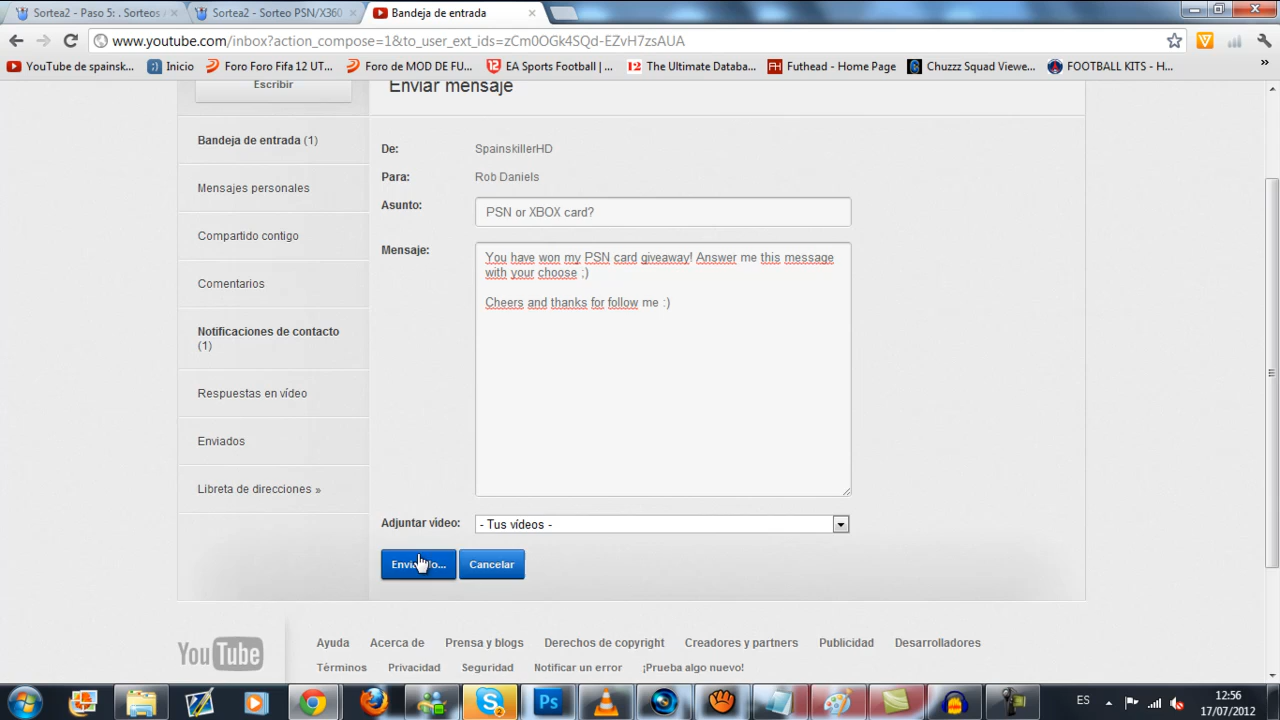 Sortea2 - Paso 5: . Sorteos A
Sortea2 - Sorteo PSN/X360
Bandeja de entrada
www.youtube.com/inbox?action_compose=1&to_user_ext_ids=zCm0OGk4SQd-EZvH7zsAUA
YouTube de spainsk...
Inicio
Foro Foro Fifa 12 UT...
Foro de MOD DE FU...
EA Sports Football |...
The Ultimate Databa...
Futhead - Home Page
Chuzzz Squad Viewe...
FOOTBALL KITS - H...
Escribir
Enviar mensaje
Bandeja de entrada (1)
Mensajes personales
Compartido contigo
Comentarios
Notificaciones de contacto
(1)
Respuestas en vídeo
Enviados
Libreta de direcciones »
De: SpainskillerHD
Para: Rob Daniels
Asunto: PSN or XBOX card?
Mensaje: You have won my PSN card giveaway! Answer me this message
with your choose ;)
Cheers and thanks for follow me :)
Adjuntar vídeo: - Tus vídeos -
Cancelar
YouTube
Ayuda Acerca de Prensa y blogs Derechos de copyright Creadores y partners Publicidad Desarrolladores
Términos Privacidad Seguridad Notificar un error ¡Prueba algo nuevo!
ES
12:56
17/07/2012